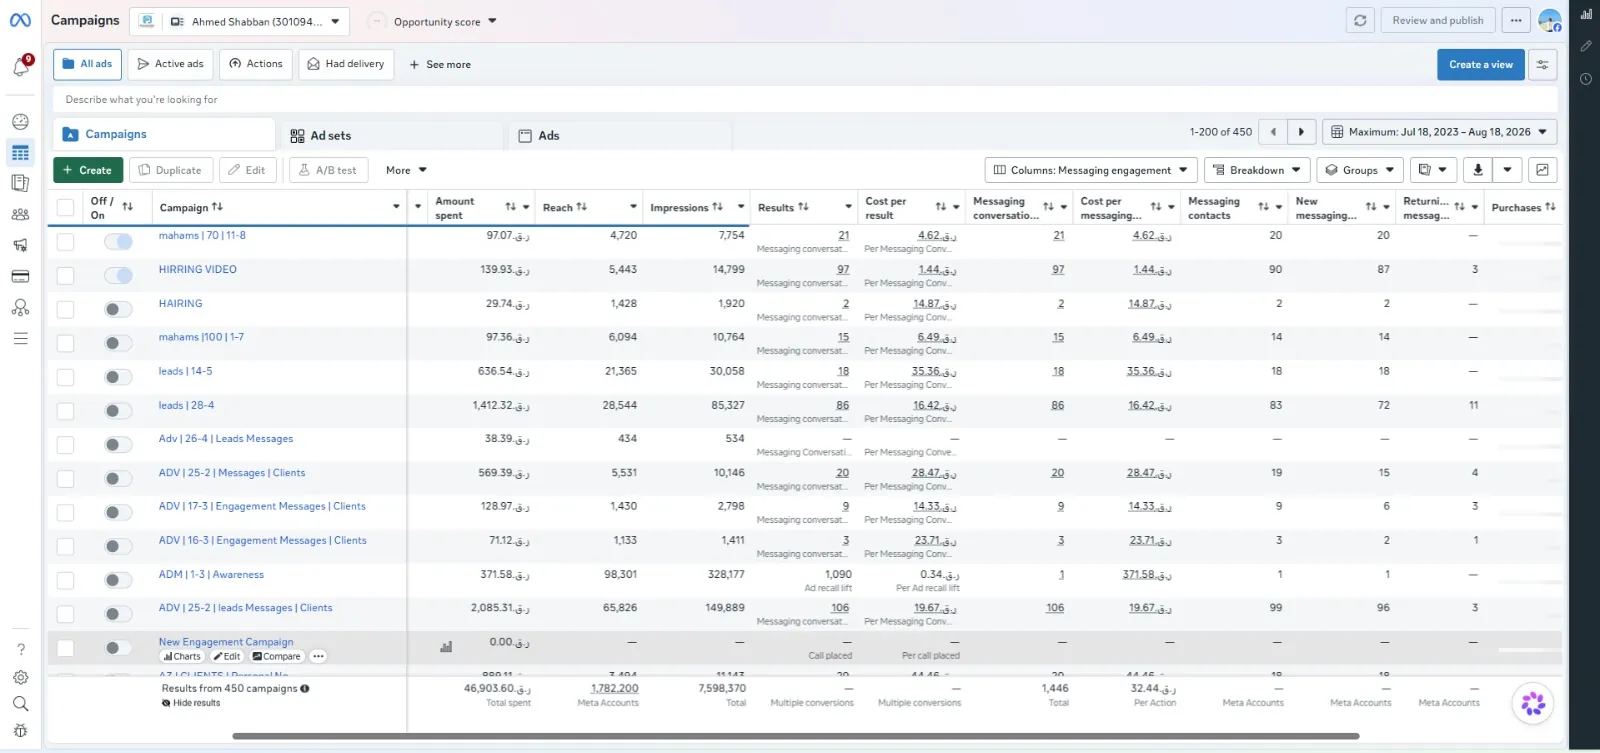 Campaigns
Ahmed Shabban (301094...
Opportunity score
Review and publish
9
All ads
Active ads
Actions
Had delivery
+ See more
Create a view
Describe what you're looking for
Campaigns
Ad sets
Ads
1-200 of 450
Maximum: Jul 18, 2023 – Aug 18, 2026
+ Create
Duplicate
Edit
A/B test
More
Columns: Messaging engagement
Breakdown
Groups
Off / On
Campaign
Amount spent
Reach
Impressions
Results
Cost per result
Messaging conversatio...
Cost per messaging...
Messaging contacts
New messaging...
Returni... messag...
Purchases
mahams | 70 | 11-8 97.07.ر.ق 4,720 7,754 21 4.62.ر.ق 21 4.62.ر.ق 20 20 —
Messaging conversat... Per Messaging Conv...
HIRRING VIDEO 139.93.ر.ق 5,443 14,799 97 1.44.ر.ق 97 1.44.ر.ق 90 87 3
Messaging conversat... Per Messaging Conv...
HAIRING 29.74.ر.ق 1,428 1,920 2 14.87.ر.ق 2 14.87.ر.ق 2 2 —
Messaging conversat... Per Messaging Conv...
mahams |100 | 1-7 97.36.ر.ق 6,094 10,764 15 6.49.ر.ق 15 6.49.ر.ق 14 14 —
Messaging conversat... Per Messaging Conv...
leads | 14-5 636.54.ر.ق 21,365 30,058 18 35.36.ر.ق 18 35.36.ر.ق 18 18 —
Messaging conversat... Per Messaging Conv...
leads | 28-4 1,412.32.ر.ق 28,544 85,327 86 16.42.ر.ق 86 16.42.ر.ق 83 72 11
Messaging conversat... Per Messaging Conv...
Adv | 26-4 | Leads Messages 38.39.ر.ق 434 534 — — — — — — —
Messaging Conversati... Per Messaging Conve...
ADV | 25-2 | Messages | Clients 569.39.ر.ق 5,531 10,146 20 28.47.ر.ق 20 28.47.ر.ق 19 15 4
Messaging conversat... Per Messaging Conv...
ADV | 17-3 | Engagement Messages | Clients 128.97.ر.ق 1,430 2,798 9 14.33.ر.ق 9 14.33.ر.ق 9 6 3
Messaging conversat... Per Messaging Conv...
ADV | 16-3 | Engagement Messages | Clients 71.12.ر.ق 1,133 1,411 3 23.71.ر.ق 3 23.71.ر.ق 3 2 1
Messaging conversat... Per Messaging Conv...
ADM | 1-3 | Awareness 371.58.ر.ق 98,301 328,177 1,090 0.34.ر.ق 1 371.58.ر.ق 1 1 —
Ad recall lift Per Ad recall lift
ADV | 25-2 | leads Messages | Clients 2,085.31.ر.ق 65,826 149,889 106 19.67.ر.ق 106 19.67.ر.ق 99 96 3
Messaging conversat... Per Messaging Conv...
New Engagement Campaign 0.00.ر.ق — — — — — — — — —
Charts Edit Compare ... Call placed Per call placed
Results from 450 campaigns 46,903.60.ر.ق 1,782,200 7,598,370 — — 1,446 32.44.ر.ق — — —
Hide results Total spent Meta Accounts Total Multiple conversions Multiple conversions Total Per Action Meta Accounts Meta Accounts Meta Accounts